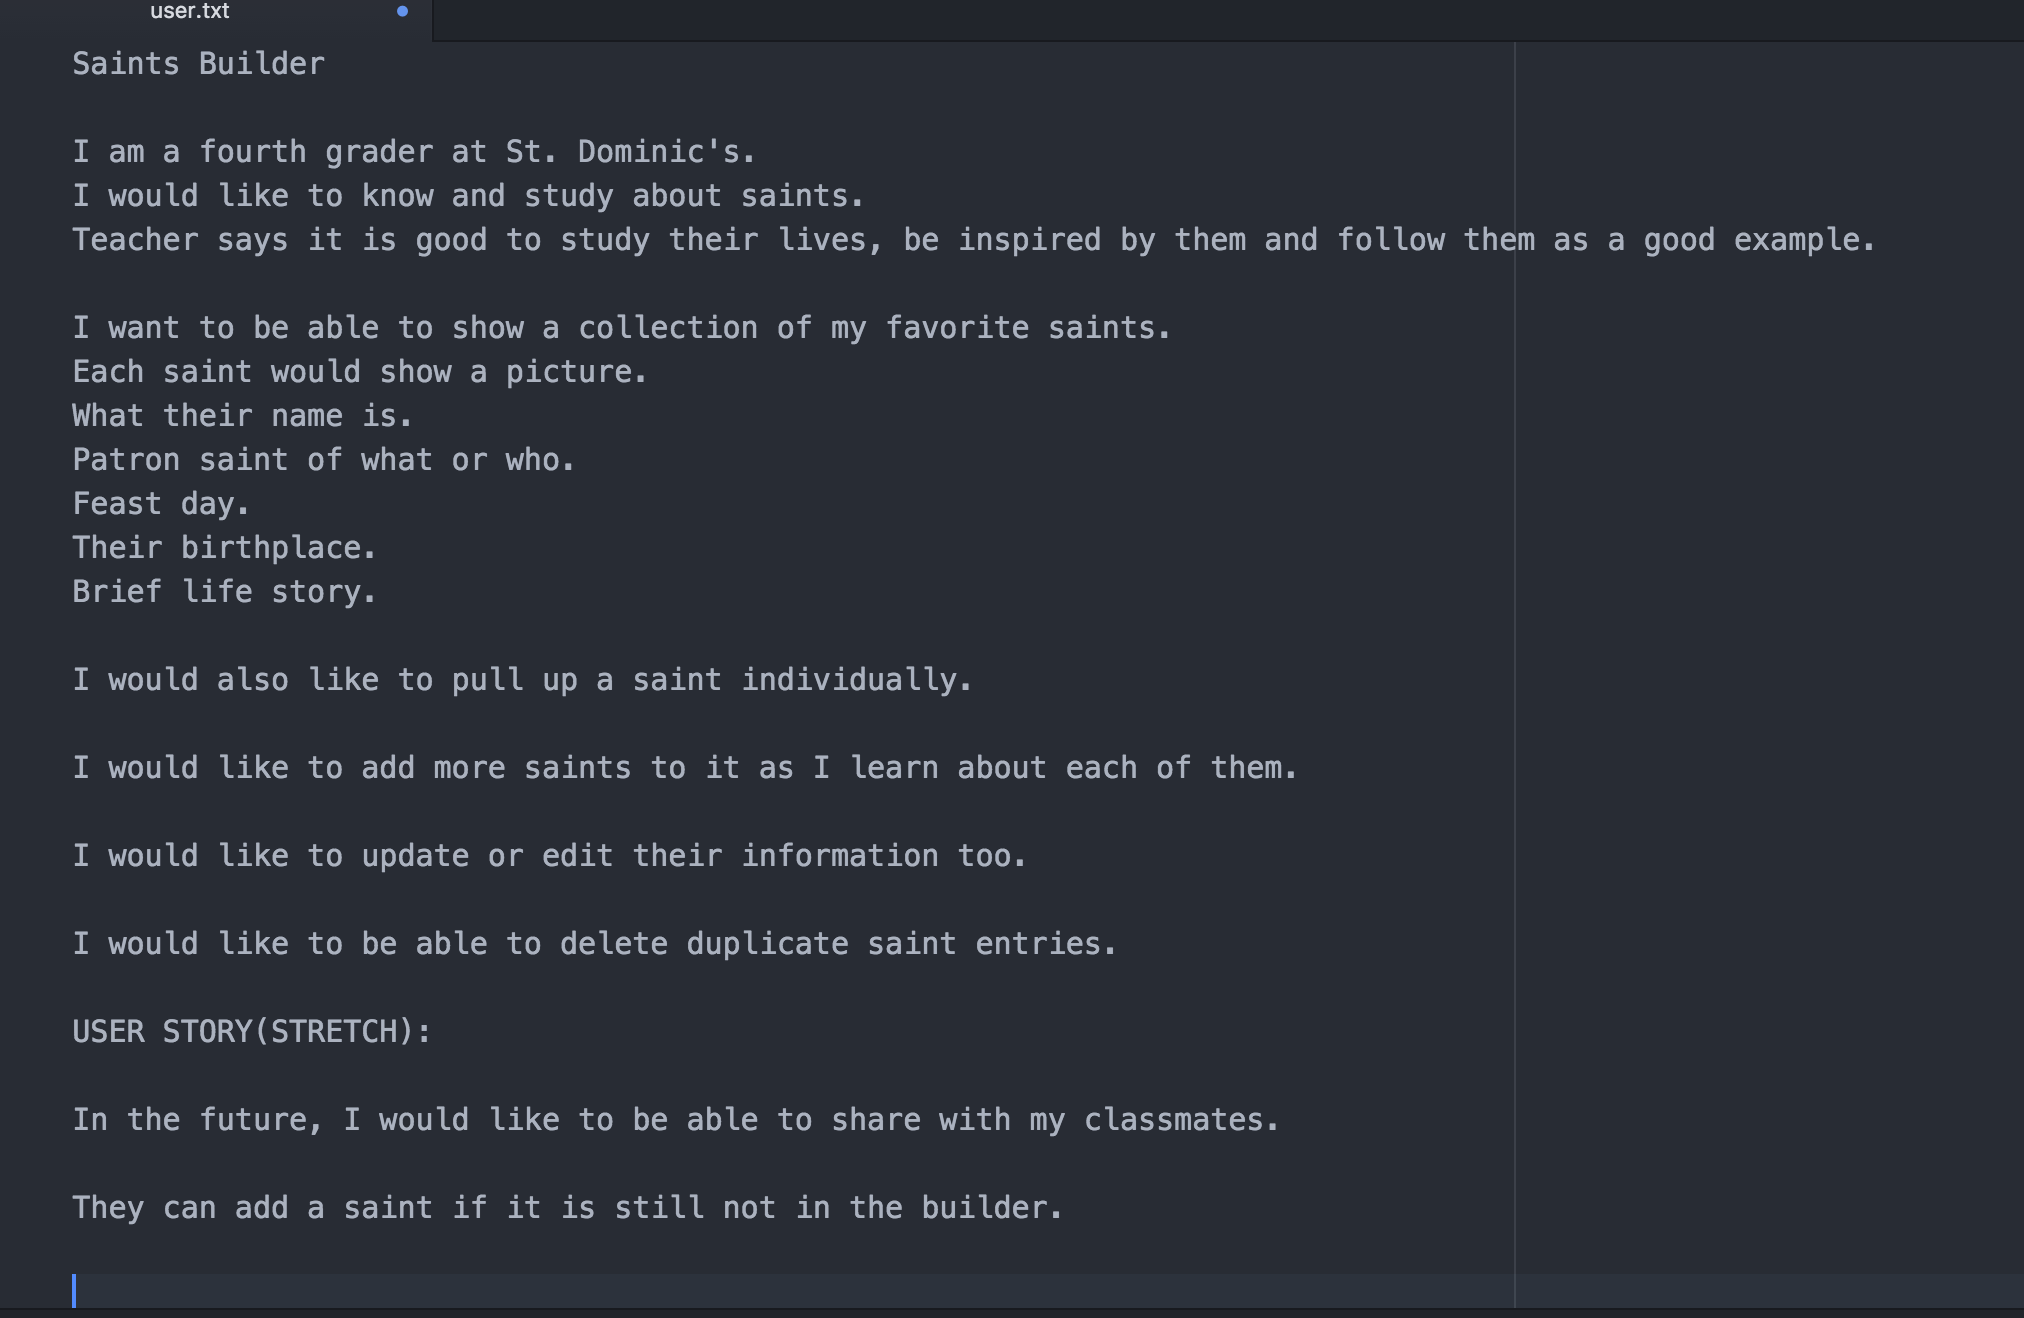 user.txt
Saints Builder
I am a fourth grader at St. Dominic's.
I would like to know and study about saints.
Teacher says it is good to study their lives, be inspired by them and follow them as a good example.
I want to be able to show a collection of my favorite saints.
Each saint would show a picture.
What their name is.
Patron saint of what or who.
Feast day.
Their birthplace.
Brief life story.
I would also like to pull up a saint individually.
I would like to add more saints to it as I learn about each of them.
I would like to update or edit their information too.
I would like to be able to delete duplicate saint entries.
USER STORY(STRETCH):
In the future, I would like to be able to share with my classmates.
They can add a saint if it is still not in the builder.